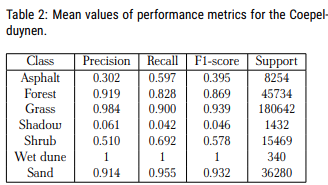 Table 2: Mean values of performance metrics for the Coepel-
duynen.
Class Precision Recall F1-score Support
Asphalt 0.302 0.597 0.395 8254
Forest 0.919 0.828 0.869 45734
Grass 0.984 0.900 0.939 180642
Shadow 0.061 0.042 0.046 1432
Shrub 0.510 0.692 0.578 15469
Wet dune 1 1 1 340
Sand 0.914 0.955 0.932 36280